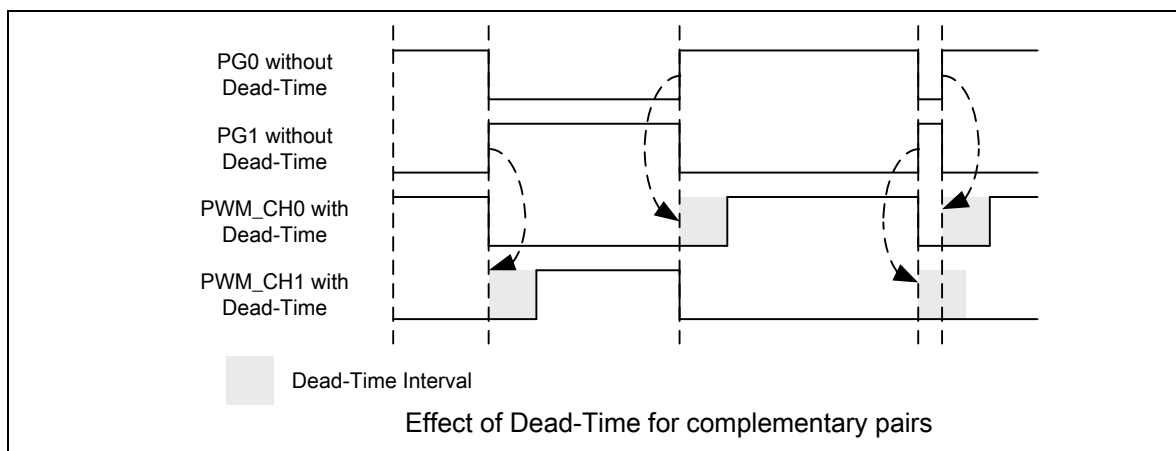 PG0 without
Dead-Time
PG1 without
Dead-Time
PWM_CH0 with
Dead-Time
PWM_CH1 with
Dead-Time
Dead-Time Interval
Effect of Dead-Time for complementary pairs